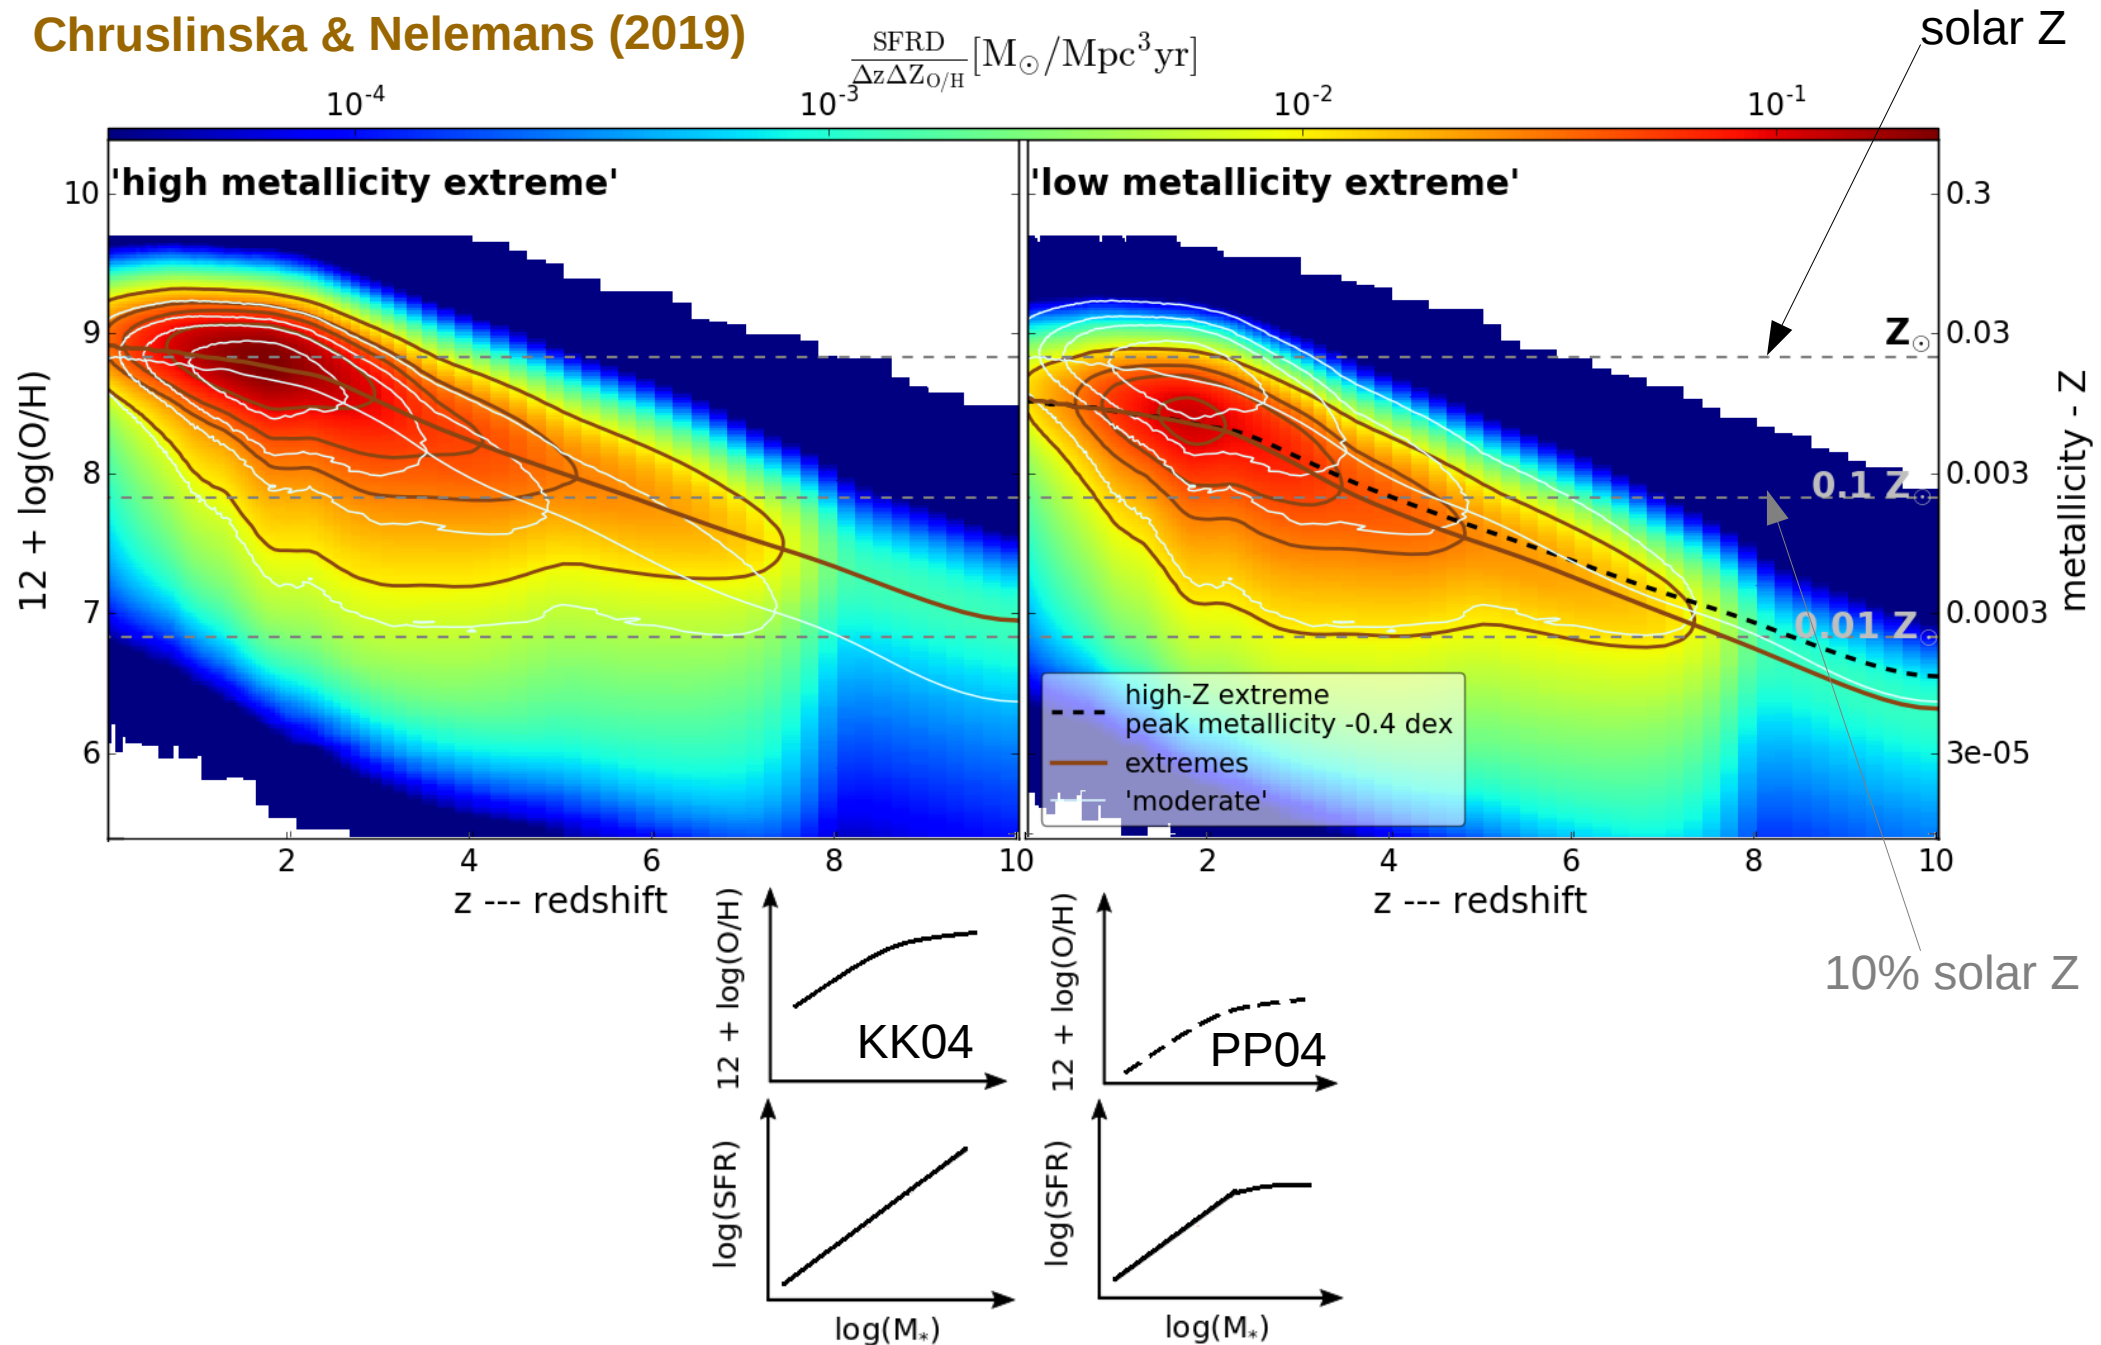 Chruslinska & Nelemans (2019)
solar Z
SFRD
ΔzΔZ_O/H
[M⊙/Mpc³yr]
10⁻⁴ 10⁻³ 10⁻² 10⁻¹
'high metallicity extreme'
'low metallicity extreme'
10
9
8
7
6
12 + log(O/H)
0.3
0.03
0.003
0.0003
3e-05
metallicity - Z
Z⊙
0.1 Z⊙
0.01 Z⊙
high-Z extreme
peak metallicity -0.4 dex
extremes
'moderate'
2 4 6 8 10
2 4 6 8 10
z --- redshift
z --- redshift
10% solar Z
12 + log(O/H)
KK04
12 + log(O/H)
PP04
log(SFR)
log(M*)
log(SFR)
log(M*)